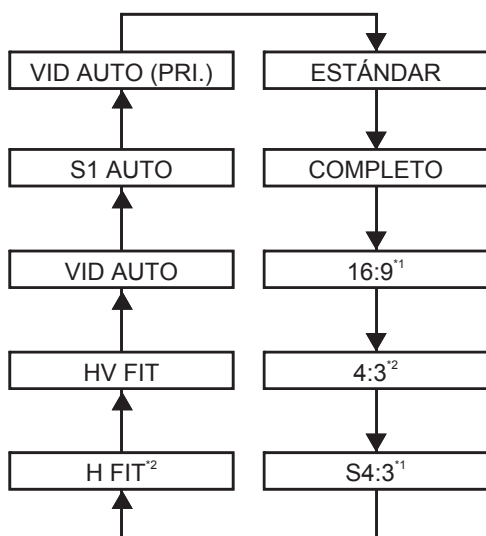 VID AUTO (PRI.)
ESTÁNDAR
S1 AUTO
COMPLETO
VID AUTO
16:9*1
HV FIT
4:3*2
H FIT*2
S4:3*1